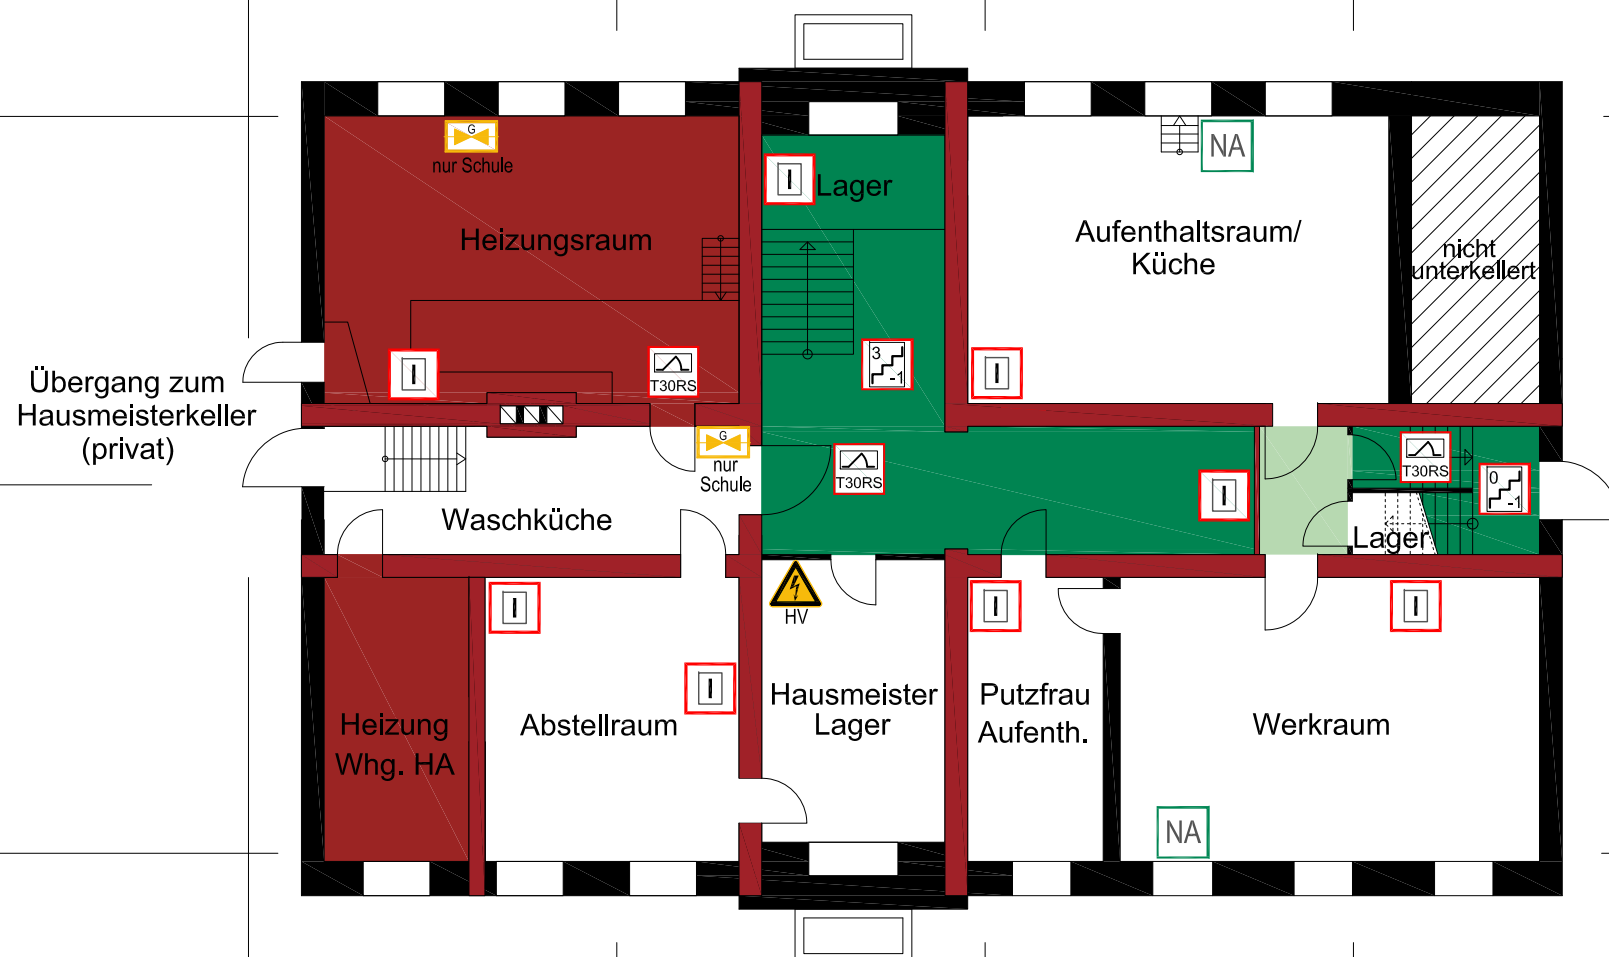 G
nur Schule
Heizungsraum
I
T30RS
I
Lager
3
-1
NA
Aufenthaltsraum/
Küche
I
nicht
unterkellert
Übergang zum
Hausmeisterkeller
(privat)
G
nur
Schule
Waschküche
T30RS
I
T30RS
0
-1
Lager
I
I
Heizung
Whg. HA
Abstellraum
HV
Hausmeister
Lager
I
Putzfrau
Aufenth.
I
Werkraum
NA